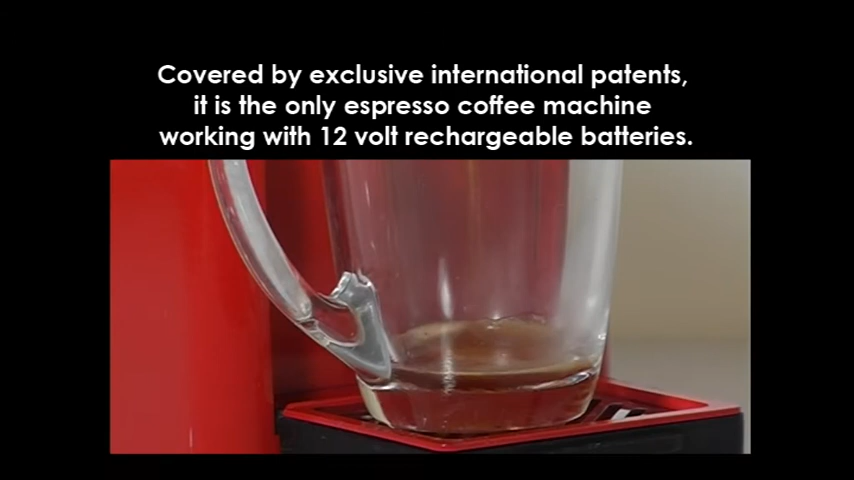 Covered by exclusive international patents,
it is the only espresso coffee machine
working with 12 volt rechargeable batteries.